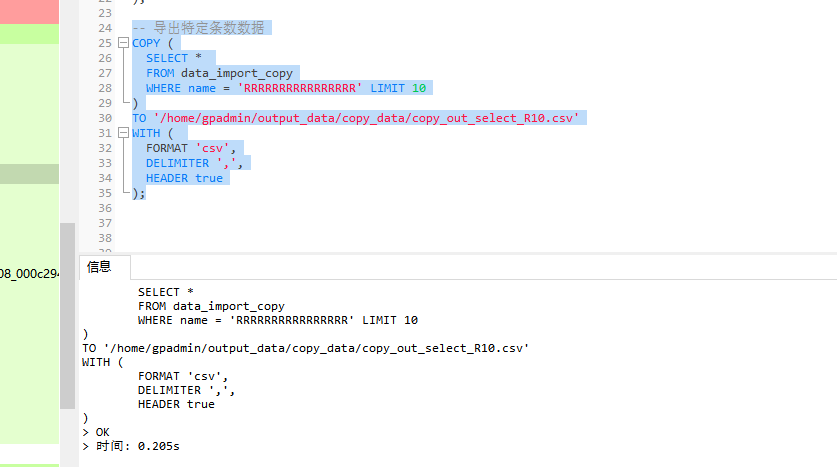 );
23
24 -- 导出特定条数数据
25 COPY (
26 SELECT *
27 FROM data_import_copy
28 WHERE name = 'RRRRRRRRRRRRRRRR' LIMIT 10
29 )
30 TO '/home/gpadmin/output_data/copy_data/copy_out_select_R10.csv'
31 WITH (
32 FORMAT 'csv',
33 DELIMITER ',',
34 HEADER true
35 );
36
37
38
08_000c294
信息
SELECT *
FROM data_import_copy
WHERE name = 'RRRRRRRRRRRRRRRR' LIMIT 10
)
TO '/home/gpadmin/output_data/copy_data/copy_out_select_R10.csv'
WITH (
FORMAT 'csv',
DELIMITER ',',
HEADER true
)
> OK
> 时间: 0.205s